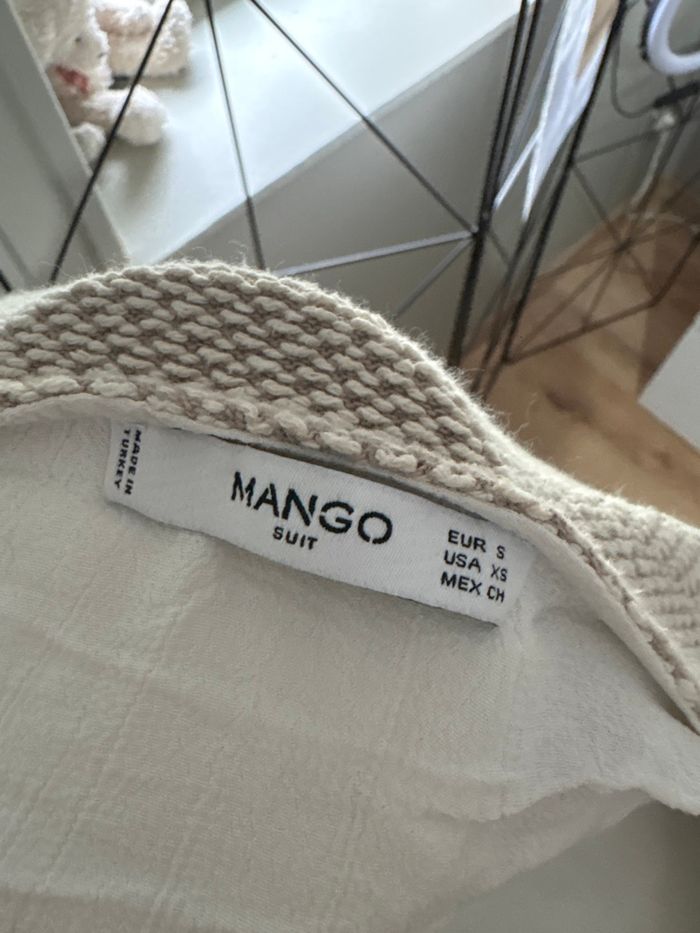 MADE IN
TURKEY
MANGO
SUIT
EUR S
USA XS
MEX CH